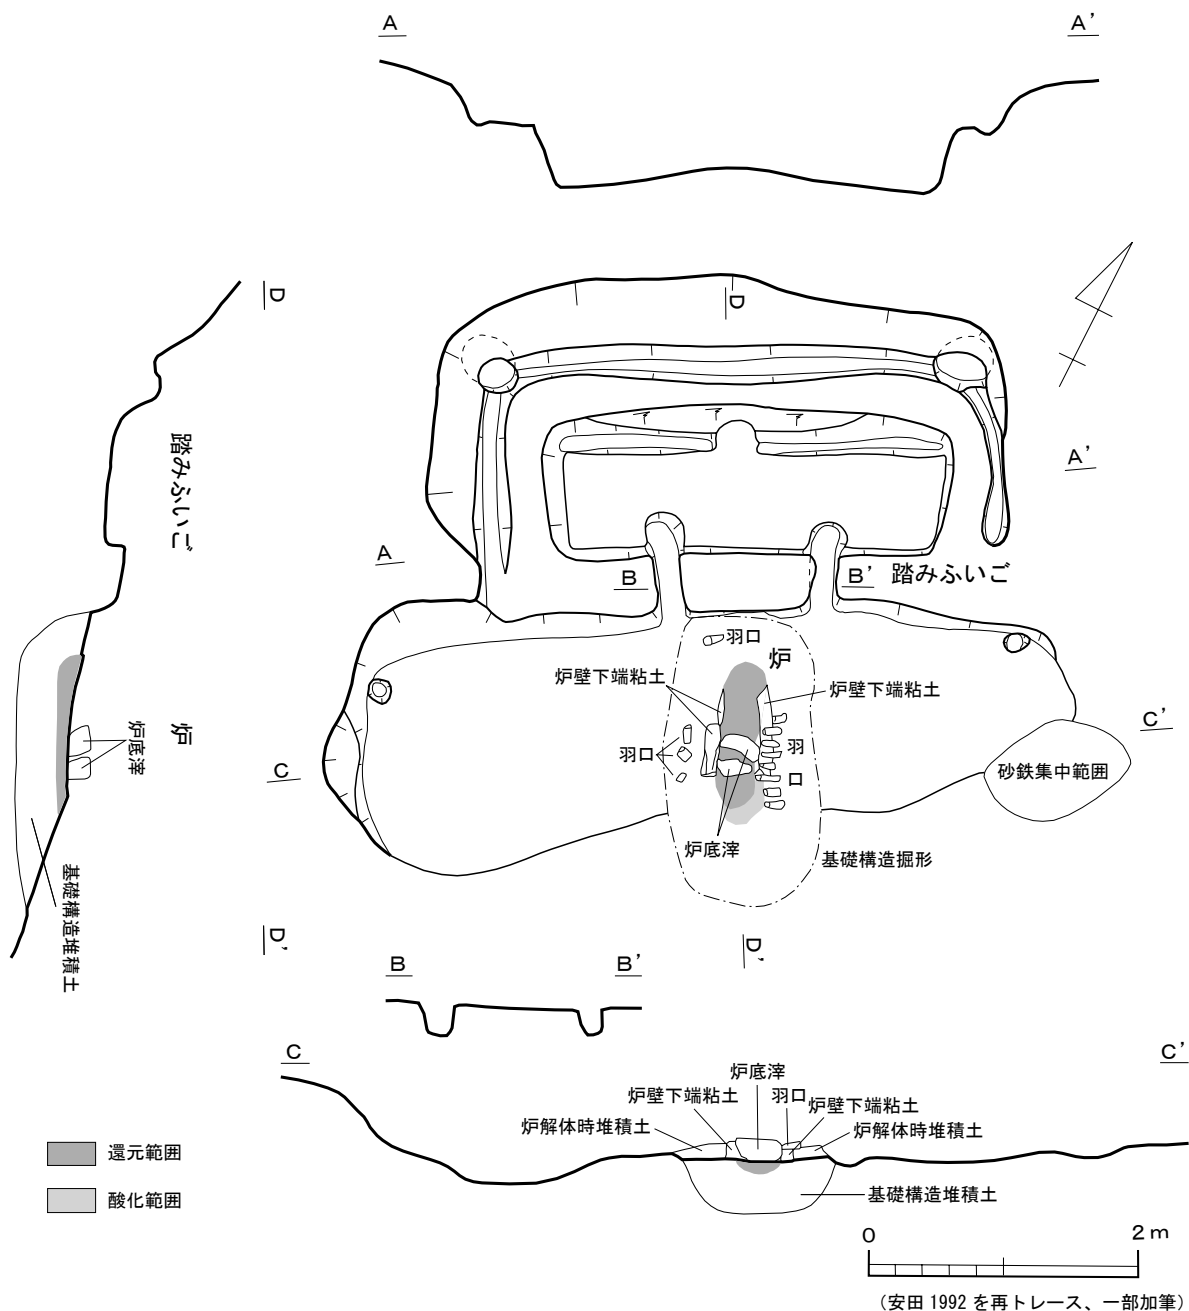 A
A’
D
D
踏みふいご
A’
A
B
B’
踏みふいご
羽口
炉
炉壁下端粘土
炉壁下端粘土
炉
炉底滓
羽口
羽
口
C’
C
砂鉄集中範囲
炉底滓
基礎構造掘形
基礎構造堆積土
D’
D’
B
B’
C
C’
炉底滓
炉壁下端粘土
羽口
炉壁下端粘土
炉解体時堆積土
炉解体時堆積土
還元範囲
酸化範囲
基礎構造堆積土
0
2 m
（安田 1992 を再トレース、一部加筆）